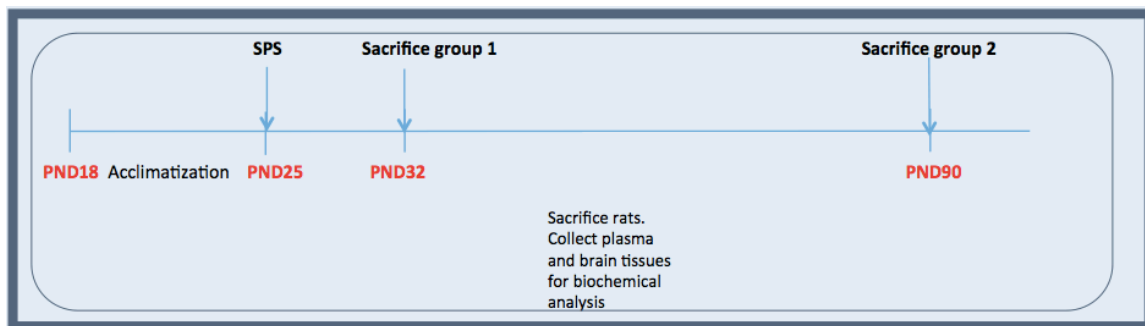 SPS Sacrifice group 1 Sacrifice group 2
PND18 Acclimatization PND25 PND32 PND90
Sacrifice rats.
Collect plasma
and brain tissues
for biochemical
analysis